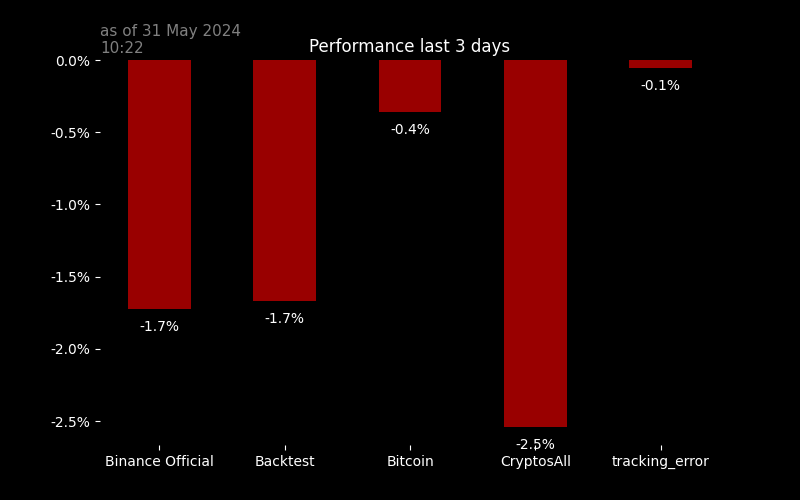 as of 31 May 2024
10:22
Performance last 3 days
0.0%
-0.5%
-1.0%
-1.5%
-2.0%
-2.5%
-1.7%
-1.7%
-0.4%
-2.5%
-0.1%
Binance Official
Backtest
Bitcoin
CryptosAll
tracking_error